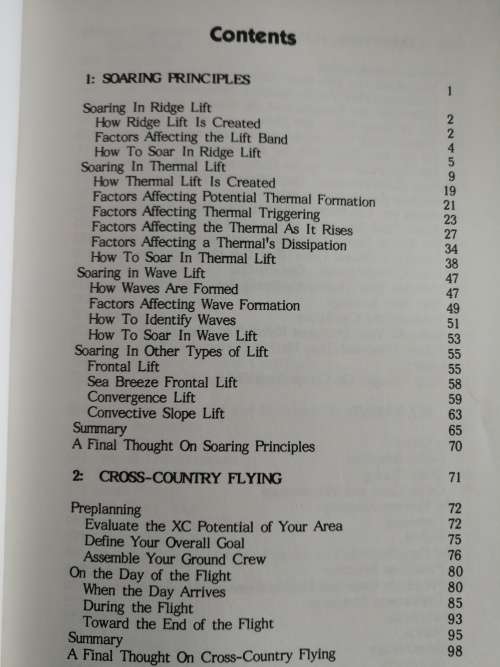 Contents
1: SOARING PRINCIPLES 1
Soaring In Ridge Lift 2
How Ridge Lift Is Created 2
Factors Affecting the Lift Band 4
How To Soar In Ridge Lift 5
Soaring In Thermal Lift 9
How Thermal Lift Is Created 19
Factors Affecting Potential Thermal Formation 21
Factors Affecting Thermal Triggering 23
Factors Affecting the Thermal As It Rises 27
Factors Affecting a Thermal's Dissipation 34
How To Soar In Thermal Lift 38
Soaring in Wave Lift 47
How Waves Are Formed 47
Factors Affecting Wave Formation 49
How To Identify Waves 51
How To Soar In Wave Lift 53
Soaring In Other Types of Lift 55
Frontal Lift 55
Sea Breeze Frontal Lift 58
Convergence Lift 59
Convective Slope Lift 63
Summary 65
A Final Thought On Soaring Principles 70
2: CROSS-COUNTRY FLYING 71
Preplanning 72
Evaluate the XC Potential of Your Area 72
Define Your Overall Goal 75
Assemble Your Ground Crew 76
On the Day of the Flight 80
When the Day Arrives 80
During the Flight 85
Toward the End of the Flight 93
Summary 95
A Final Thought On Cross-Country Flying 98